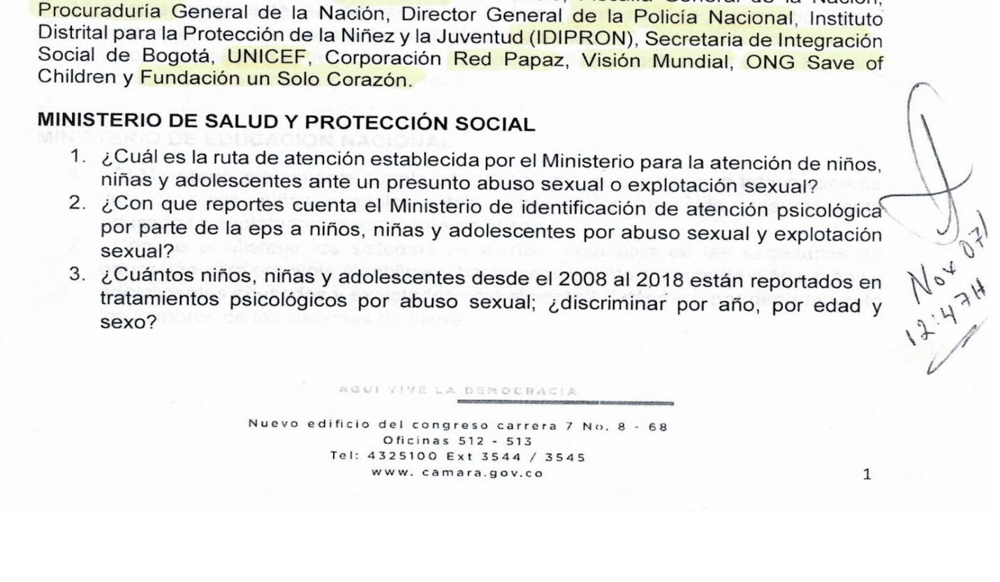 Procuraduría General de la Nación, Director General de la Policía Nacional, Instituto
Distrital para la Protección de la Niñez y la Juventud (IDIPRON), Secretaria de Integración
Social de Bogotá, UNICEF, Corporación Red Papaz, Visión Mundial, ONG Save of
Children y Fundación un Solo Corazón.
MINISTERIO DE SALUD Y PROTECCIÓN SOCIAL
MINISTERIO DE EDUCACION NACIONAL
1. ¿Cuál es la ruta de atención establecida por el Ministerio para la atención de niños,
niñas y adolescentes ante un presunto abuso sexual o explotación sexual?
2. ¿Con que reportes cuenta el Ministerio de identificación de atención psicológica
por parte de la eps a niños, niñas y adolescentes por abuso sexual y explotación
sexual?
3. ¿Cuántos niños, niñas y adolescentes desde el 2008 al 2018 están reportados en
tratamientos psicológicos por abuso sexual; ¿discriminar por año, por edad y
sexo?
Nov 07/
12:47H
AQUI VIVE LA DEMOCRACIA
Nuevo edificio del congreso carrera 7 No. 8 - 68
Oficinas 512 - 513
Tel: 4325100 Ext 3544 / 3545
www. camara.gov.co
1